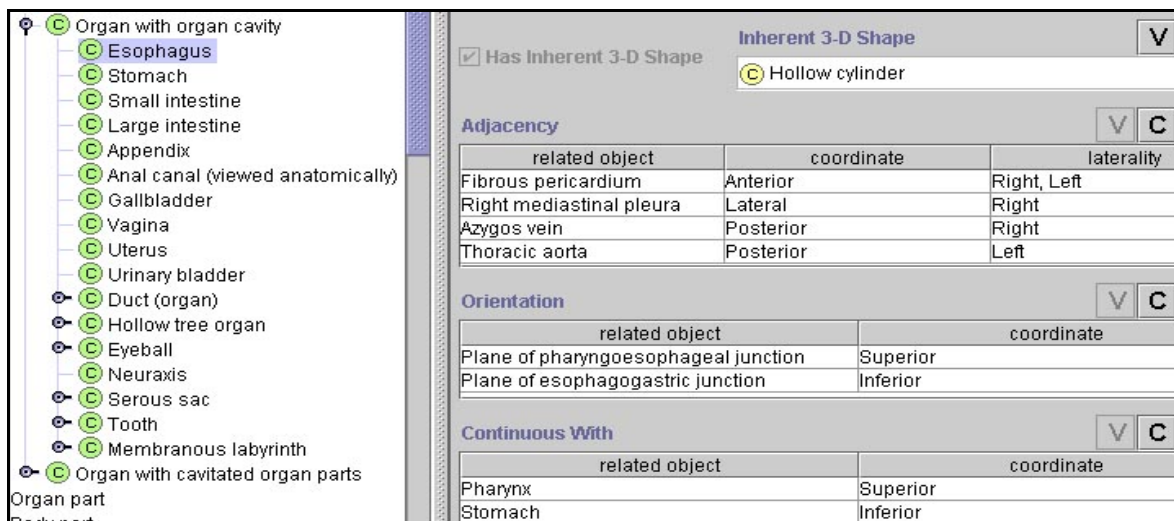 Organ with organ cavity
Esophagus
Stomach
Small intestine
Large intestine
Appendix
Anal canal (viewed anatomically)
Gallbladder
Vagina
Uterus
Urinary bladder
Duct (organ)
Hollow tree organ
Eyeball
Neuraxis
Serous sac
Tooth
Membranous labyrinth
Organ with cavitated organ parts
Organ part
Body part
Has Inherent 3-D Shape
Inherent 3-D Shape V
C Hollow cylinder
Adjacency V C
related object coordinate laterality
Fibrous pericardium Anterior Right, Left
Right mediastinal pleura Lateral Right
Azygos vein Posterior Right
Thoracic aorta Posterior Left
Orientation V C
related object coordinate
Plane of pharyngoesophageal junction Superior
Plane of esophagogastric junction Inferior
Continuous With V C
related object coordinate
Pharynx Superior
Stomach Inferior